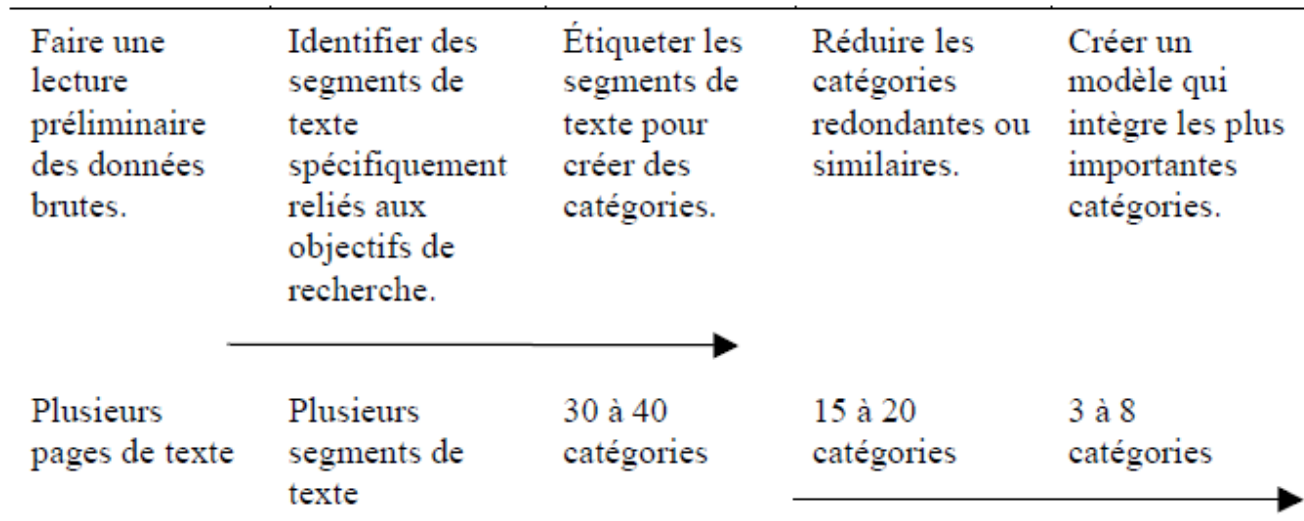 Faire une
lecture
préliminaire
des données
brutes.
Identifier des
segments de
texte
spécifiquement
reliés aux
objectifs de
recherche.
Étiqueter les
segments de
texte pour
créer des
catégories.
Réduire les
catégories
redondantes ou
similaires.
Créer un
modèle qui
intègre les plus
importantes
catégories.
Plusieurs
pages de texte
Plusieurs
segments de
texte
30 à 40
catégories
15 à 20
catégories
3 à 8
catégories